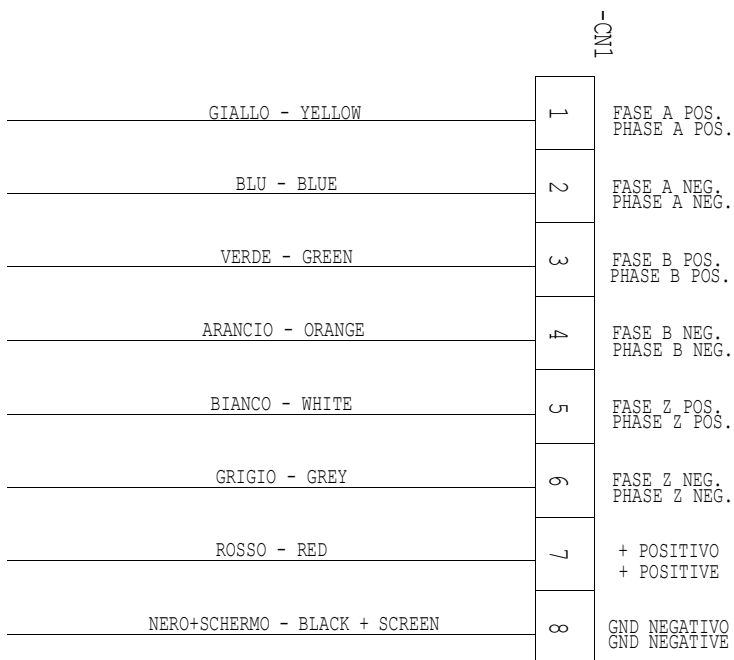 -CN1
GIALLO - YELLOW
1
FASE A POS.
PHASE A POS.
BLU - BLUE
2
FASE A NEG.
PHASE A NEG.
VERDE - GREEN
3
FASE B POS.
PHASE B POS.
ARANCIO - ORANGE
4
FASE B NEG.
PHASE B NEG.
BIANCO - WHITE
5
FASE Z POS.
PHASE Z POS.
GRIGIO - GREY
6
FASE Z NEG.
PHASE Z NEG.
ROSSO - RED
7
+ POSITIVO
+ POSITIVE
NERO+SCHERMO - BLACK + SCREEN
8
GND NEGATIVO
GND NEGATIVE